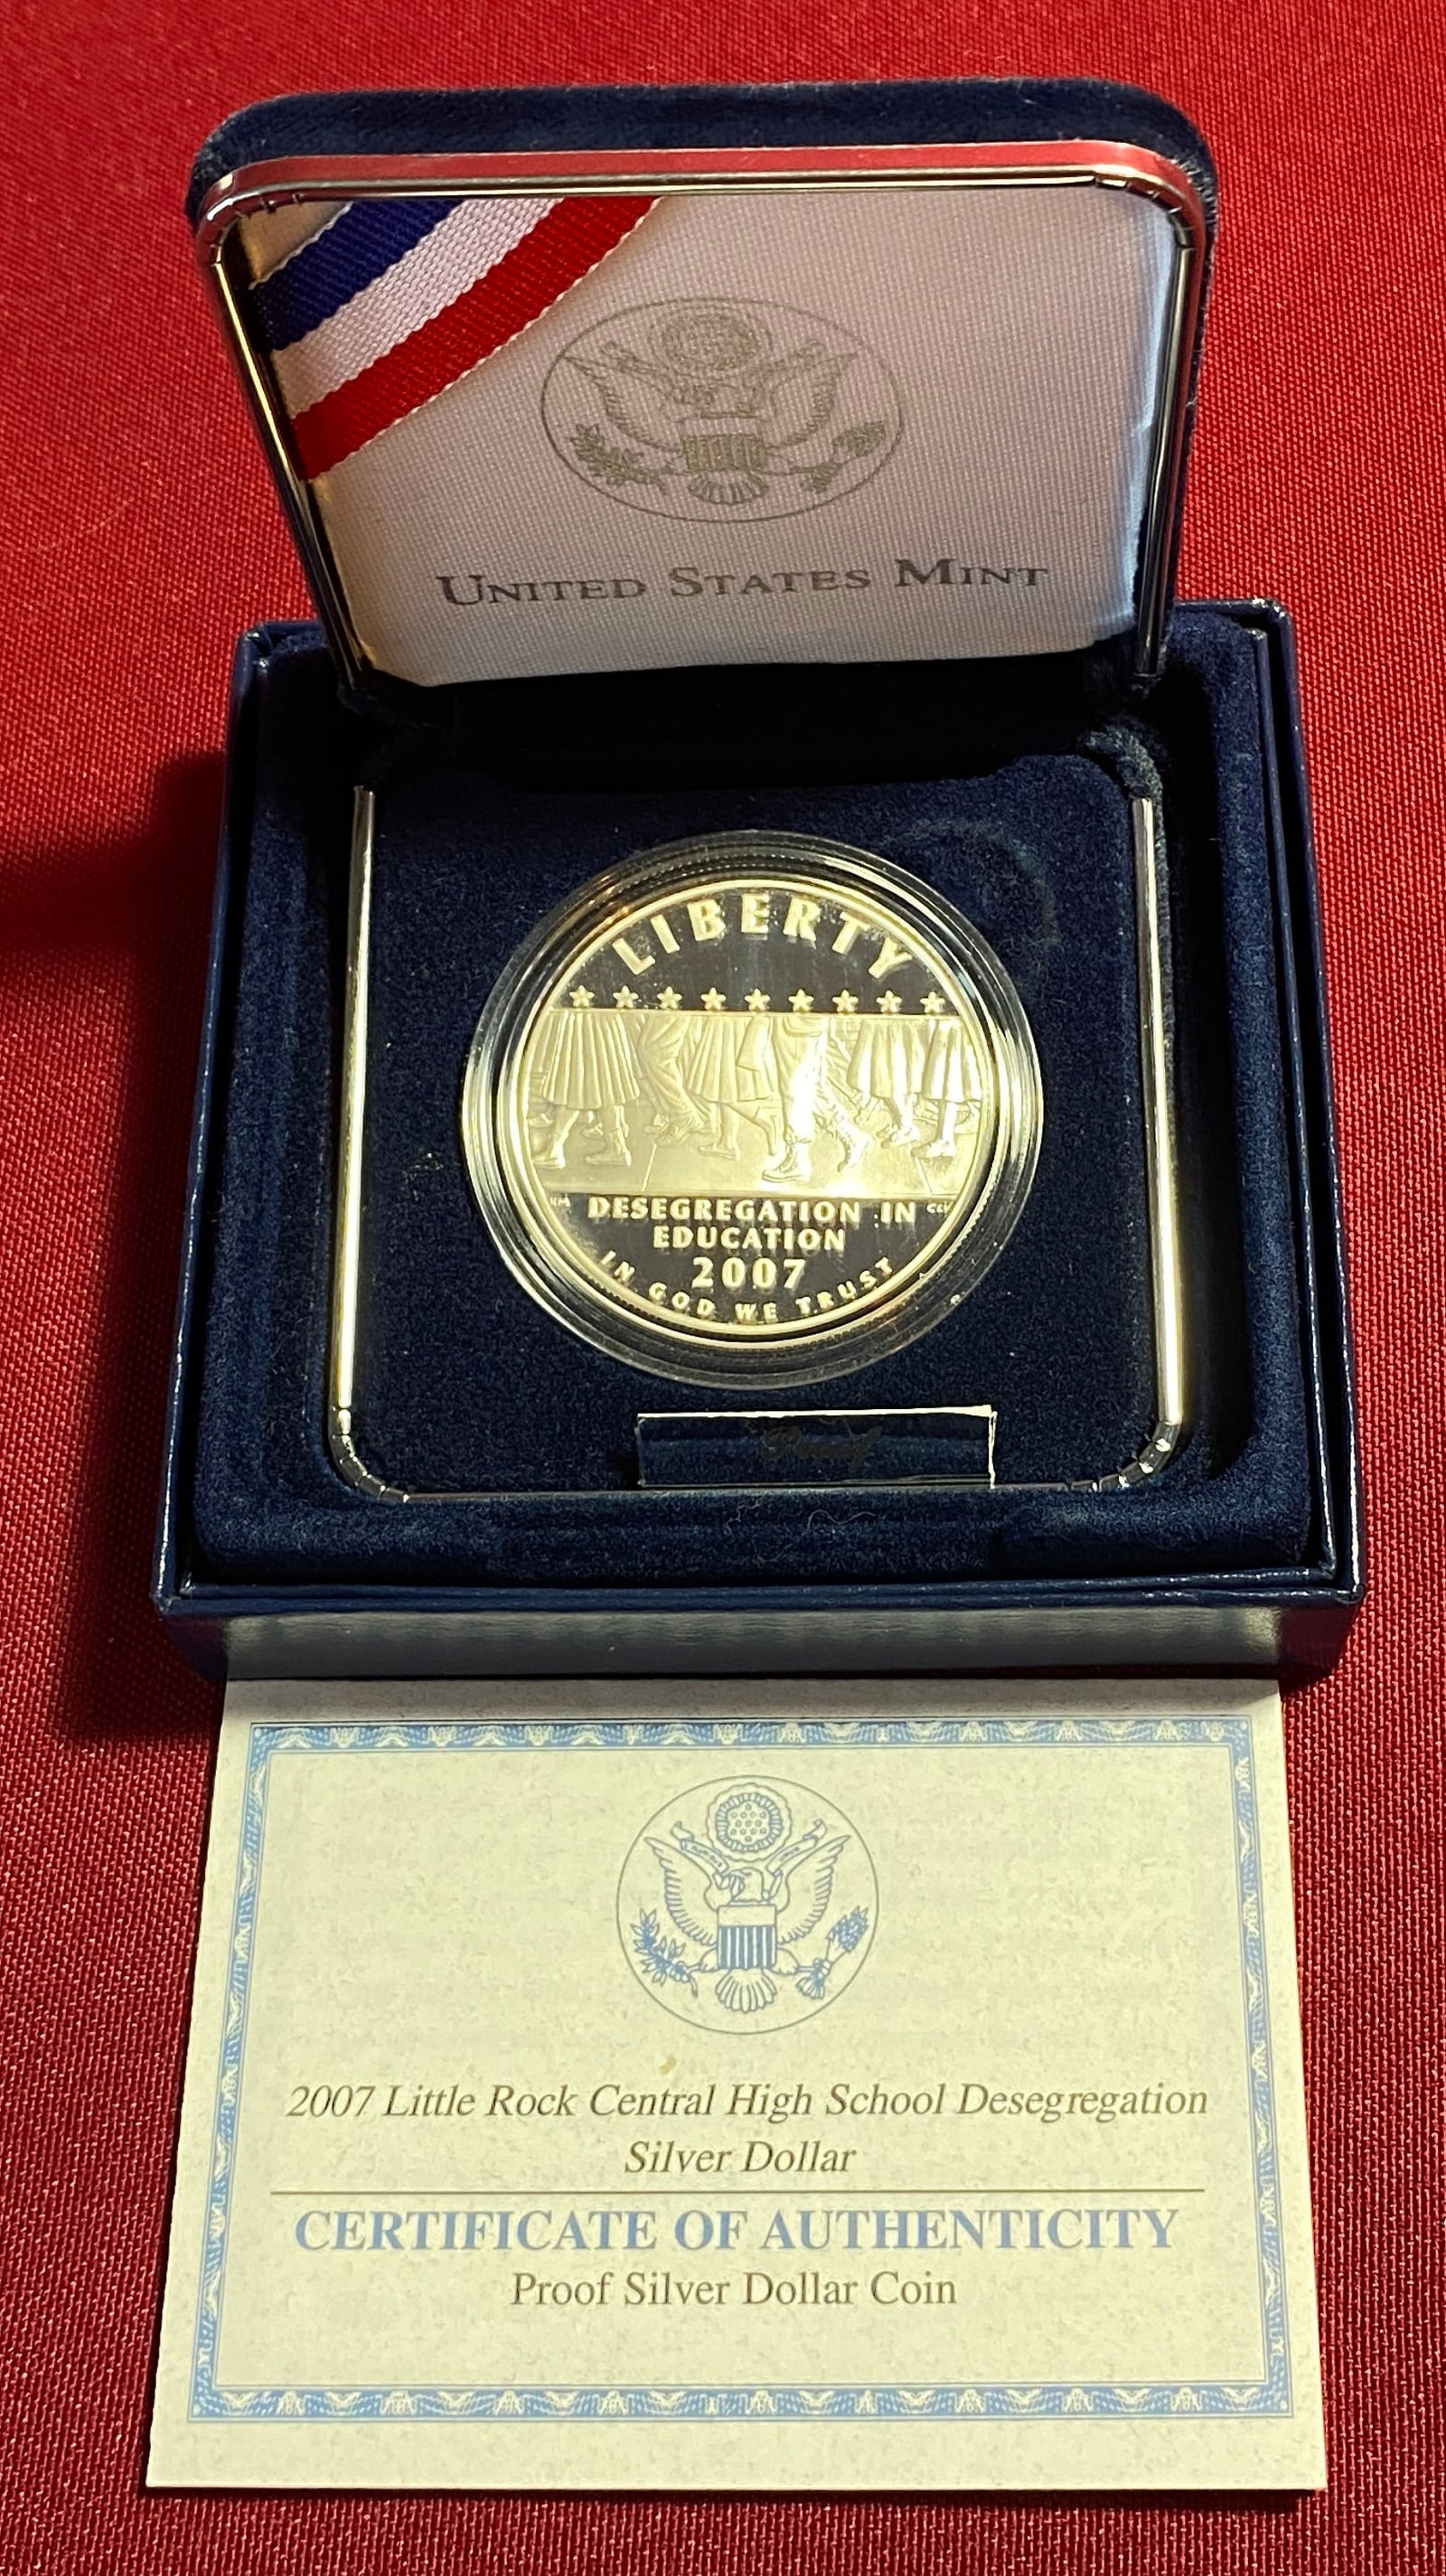 UNITED STATES MINT
LIBERTY
DESEGREGATION IN
EDUCATION
2007
IN GOD WE TRUST
Proof
2007 Little Rock Central High School Desegregation
Silver Dollar
CERTIFICATE OF AUTHENTICITY
Proof Silver Dollar Coin